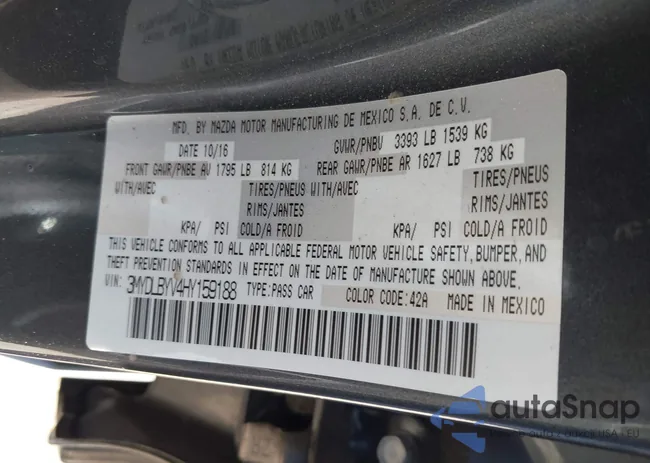 MFD. BY MAZDA MOTOR MANUFACTURING DE MEXICO S.A. DE C.V.
DATE 10/16 GVWR/PNBV 3393 LB 1539 KG
FRONT GAWR/PNBE AV 1795 LB 814 KG REAR GAWR/PNBE AR 1627 LB 738 KG
WITH/AVEC TIRES/PNEUS WITH/AVEC TIRES/PNEUS
RIMS/JANTES RIMS/JANTES
KPA/ PSI COLD/A FROID KPA/ PSI COLD/A FROID
THIS VEHICLE CONFORMS TO ALL APPLICABLE FEDERAL MOTOR VEHICLE SAFETY, BUMPER, AND
THEFT PREVENTION STANDARDS IN EFFECT ON THE DATE OF MANUFACTURE SHOWN ABOVE.
VIN: 3MYDLBYV4HY159188 TYPE:PASS CAR COLOR CODE:42A MADE IN MEXICO
autoSnap